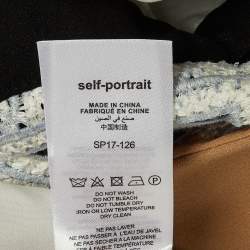 self-portrait
MADE IN CHINA
FABRIQUÉ EN CHINE
صنع في الصين
中国制造
SP17-126
DO NOT WASH
DO NOT BLEACH
DO NOT TUMBLE DRY
IRON ON LOW TEMPERATURE
DRY CLEAN
NE PAS LAVER
NE PAS PASSER A L'EAU DE JAVEL
NE PAS SÉCHER A LA MACHINE
TEMPÉRATURE